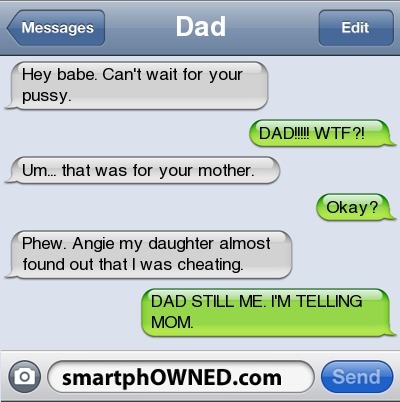 Messages Dad Edit
Hey babe. Can't wait for your
pussy.
DAD!!!!! WTF?!
Um... that was for your mother.
Okay?
Phew. Angie my daughter almost
found out that I was cheating.
DAD STILL ME. I'M TELLING
MOM.
smartphOWNED.com Send